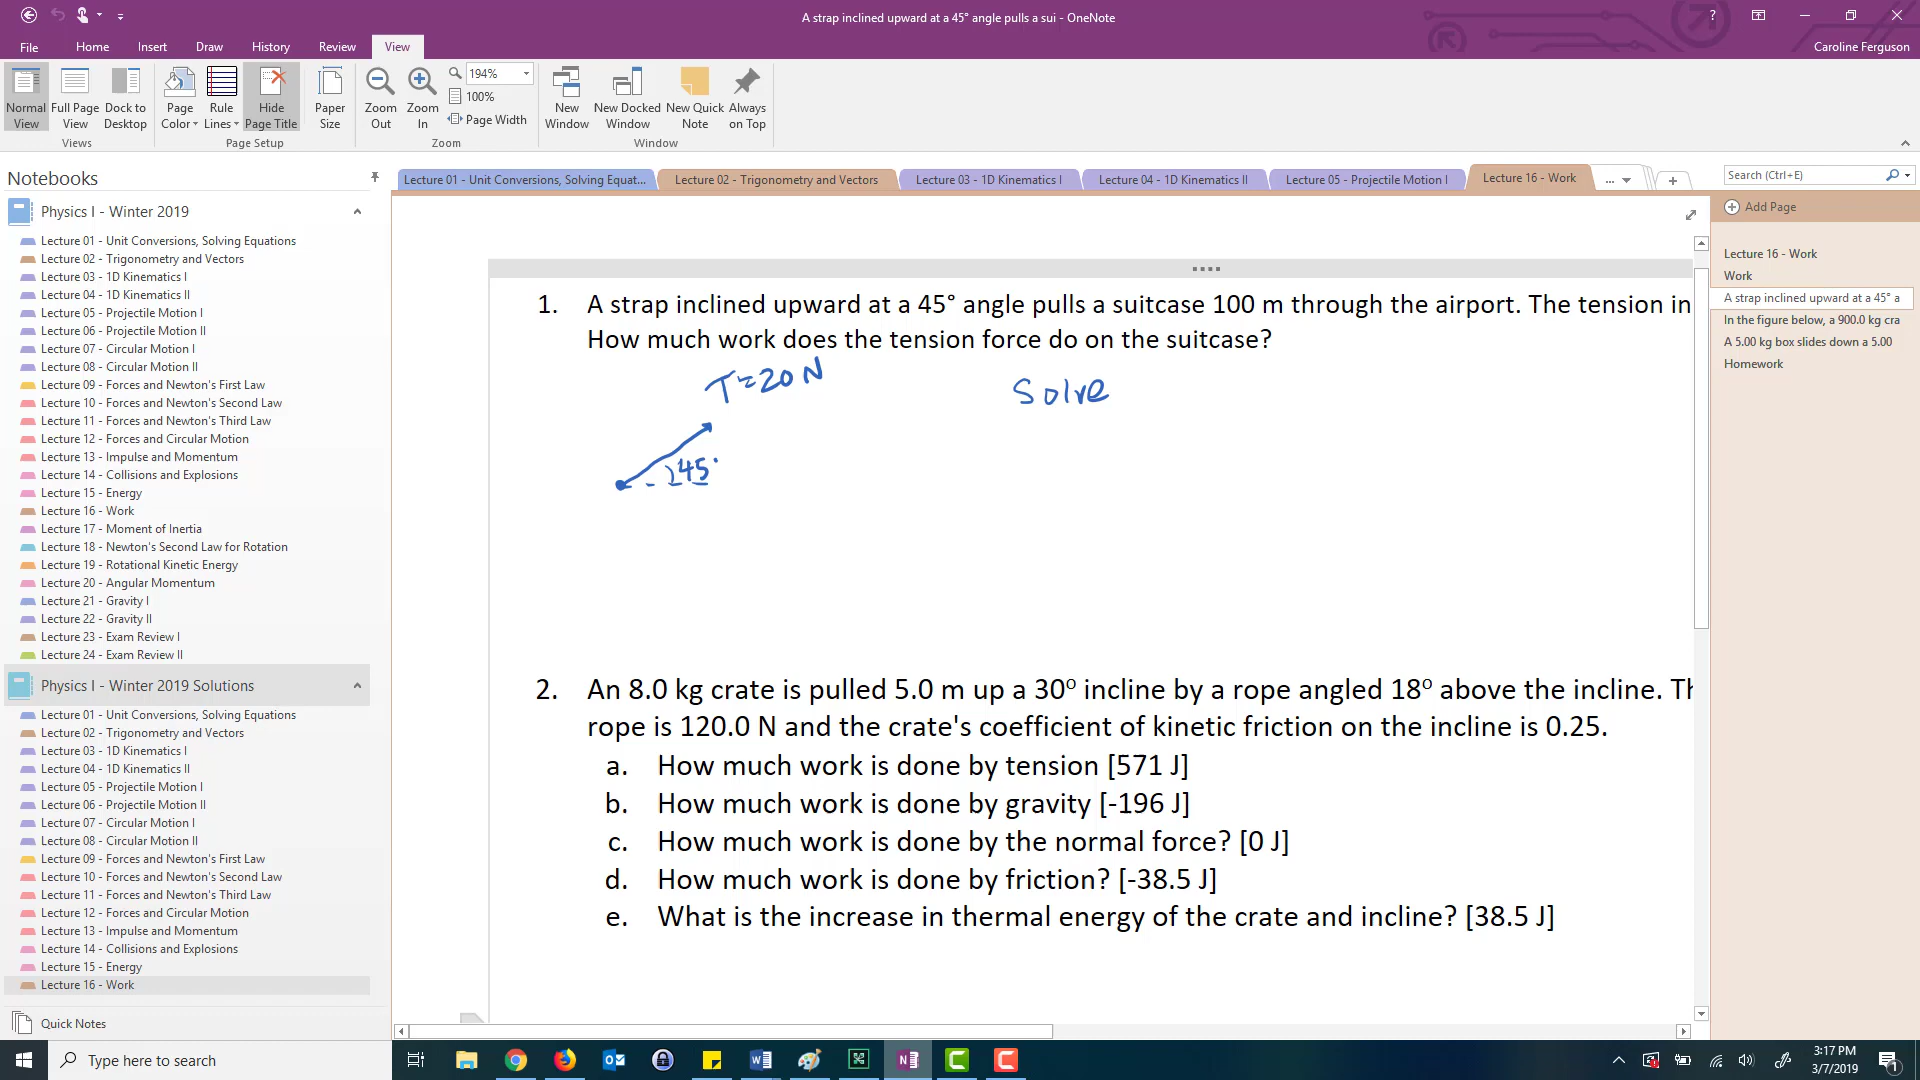 A strap inclined upward at a 45° angle pulls a sui - OneNote
?
File Home Insert Draw History Review View
Caroline Ferguson
Normal View
Full Page View
Dock to Desktop
Page Color
Rule Lines
Hide Page Title
Paper Size
Zoom Out
Zoom In
194%
100%
Page Width
New Window
New Docked Window
New Quick Note
Always on Top
Views Page Setup Zoom Window
Notebooks
Lecture 01 - Unit Conversions, Solving Equat... Lecture 02 - Trigonometry and Vectors Lecture 03 - 1D Kinematics I Lecture 04 - 1D Kinematics II Lecture 05 - Projectile Motion I Lecture 16 - Work ... +
Search (Ctrl+E)
Physics I - Winter 2019
Lecture 01 - Unit Conversions, Solving Equations
Lecture 02 - Trigonometry and Vectors
Lecture 03 - 1D Kinematics I
Lecture 04 - 1D Kinematics II
Lecture 05 - Projectile Motion I
Lecture 06 - Projectile Motion II
Lecture 07 - Circular Motion I
Lecture 08 - Circular Motion II
Lecture 09 - Forces and Newton's First Law
Lecture 10 - Forces and Newton's Second Law
Lecture 11 - Forces and Newton's Third Law
Lecture 12 - Forces and Circular Motion
Lecture 13 - Impulse and Momentum
Lecture 14 - Collisions and Explosions
Lecture 15 - Energy
Lecture 16 - Work
Lecture 17 - Moment of Inertia
Lecture 18 - Newton's Second Law for Rotation
Lecture 19 - Rotational Kinetic Energy
Lecture 20 - Angular Momentum
Lecture 21 - Gravity I
Lecture 22 - Gravity II
Lecture 23 - Exam Review I
Lecture 24 - Exam Review II
Physics I - Winter 2019 Solutions
Lecture 01 - Unit Conversions, Solving Equations
Lecture 02 - Trigonometry and Vectors
Lecture 03 - 1D Kinematics I
Lecture 04 - 1D Kinematics II
Lecture 05 - Projectile Motion I
Lecture 06 - Projectile Motion II
Lecture 07 - Circular Motion I
Lecture 08 - Circular Motion II
Lecture 09 - Forces and Newton's First Law
Lecture 10 - Forces and Newton's Second Law
Lecture 11 - Forces and Newton's Third Law
Lecture 12 - Forces and Circular Motion
Lecture 13 - Impulse and Momentum
Lecture 14 - Collisions and Explosions
Lecture 15 - Energy
Lecture 16 - Work
Quick Notes
1. A strap inclined upward at a 45° angle pulls a suitcase 100 m through the airport. The tension in
How much work does the tension force do on the suitcase?
T=20N
Solve
45°
2. An 8.0 kg crate is pulled 5.0 m up a 30º incline by a rope angled 18º above the incline. Th
rope is 120.0 N and the crate's coefficient of kinetic friction on the incline is 0.25.
a. How much work is done by tension [571 J]
b. How much work is done by gravity [-196 J]
c. How much work is done by the normal force? [0 J]
d. How much work is done by friction? [-38.5 J]
e. What is the increase in thermal energy of the crate and incline? [38.5 J]
Add Page
Lecture 16 - Work
Work
A strap inclined upward at a 45° a
In the figure below, a 900.0 kg cra
A 5.00 kg box slides down a 5.00
Homework
Type here to search
3:17 PM
3/7/2019
1